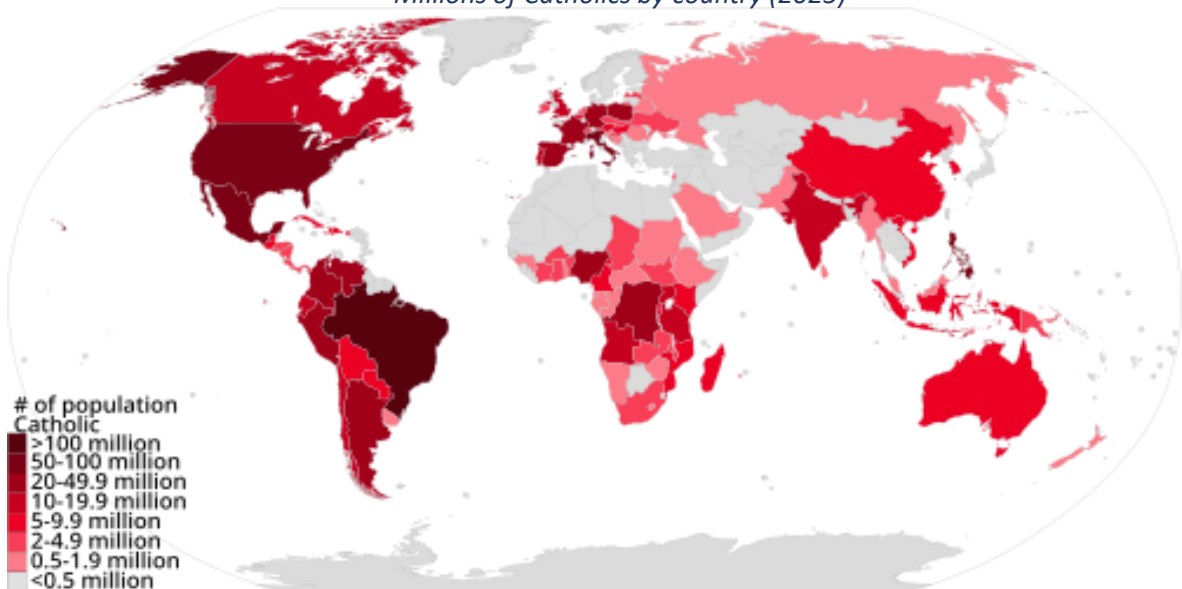 Millions of Catholics by country (2023)
# of population
Catholic
>100 million
50-100 million
20-49.9 million
10-19.9 million
5-9.9 million
2-4.9 million
0.5-1.9 million
<0.5 million